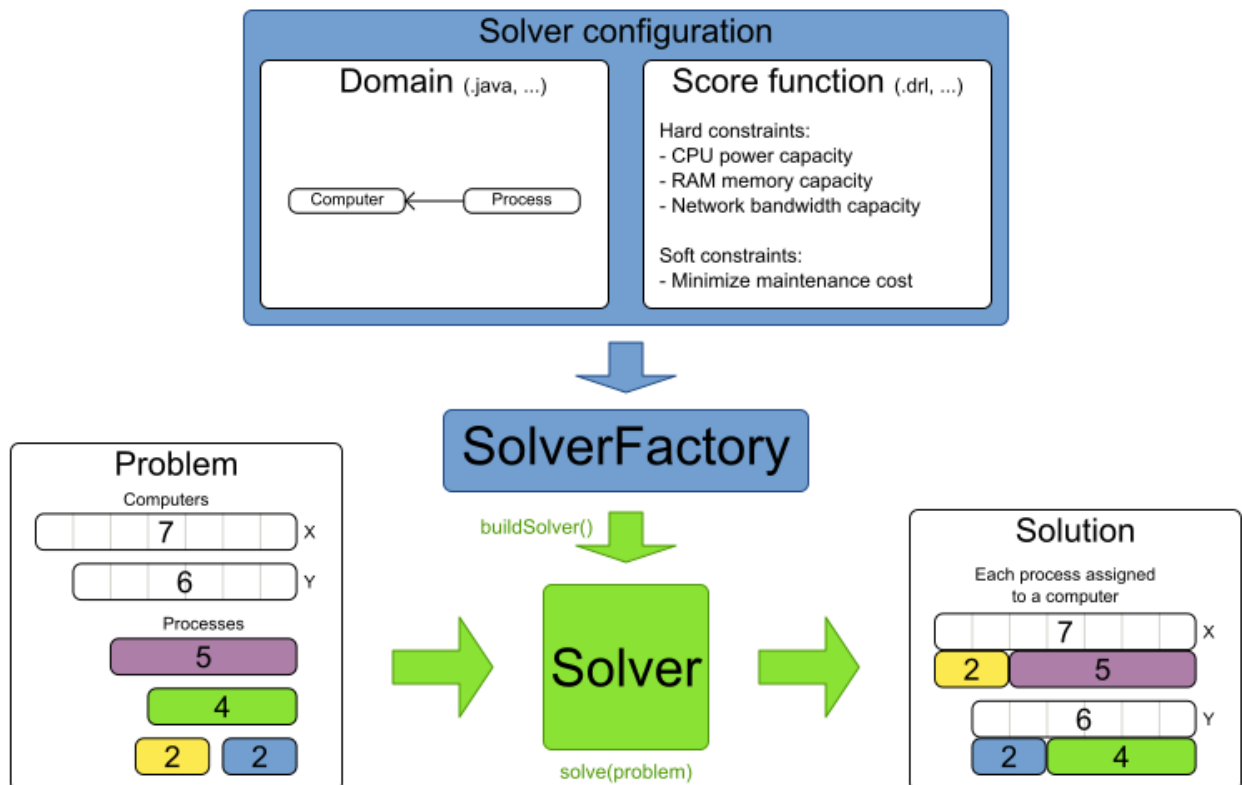 Solver configuration
Domain (.java, ...)
Computer
Process
Score function (.drl, ...)
Hard constraints:
- CPU power capacity
- RAM memory capacity
- Network bandwidth capacity
Soft constraints:
- Minimize maintenance cost
SolverFactory
buildSolver()
Problem
Computers
7 X
6 Y
Processes
5
4
2 2
Solver
solve(problem)
Solution
Each process assigned
to a computer
7 X
2 5
6 Y
2 4